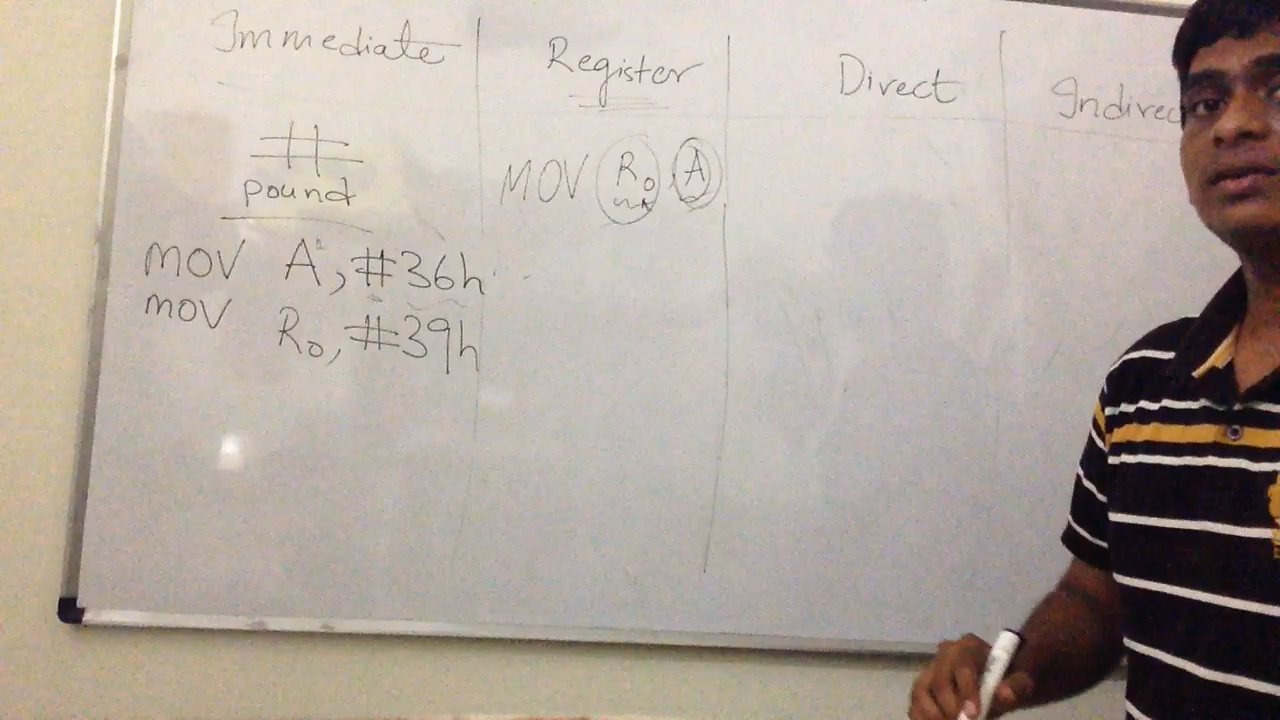 Immediate
Register
Direct
Indirec
#
pound
MOV R0, A
MOV A, #36h
MOV R0, #39h